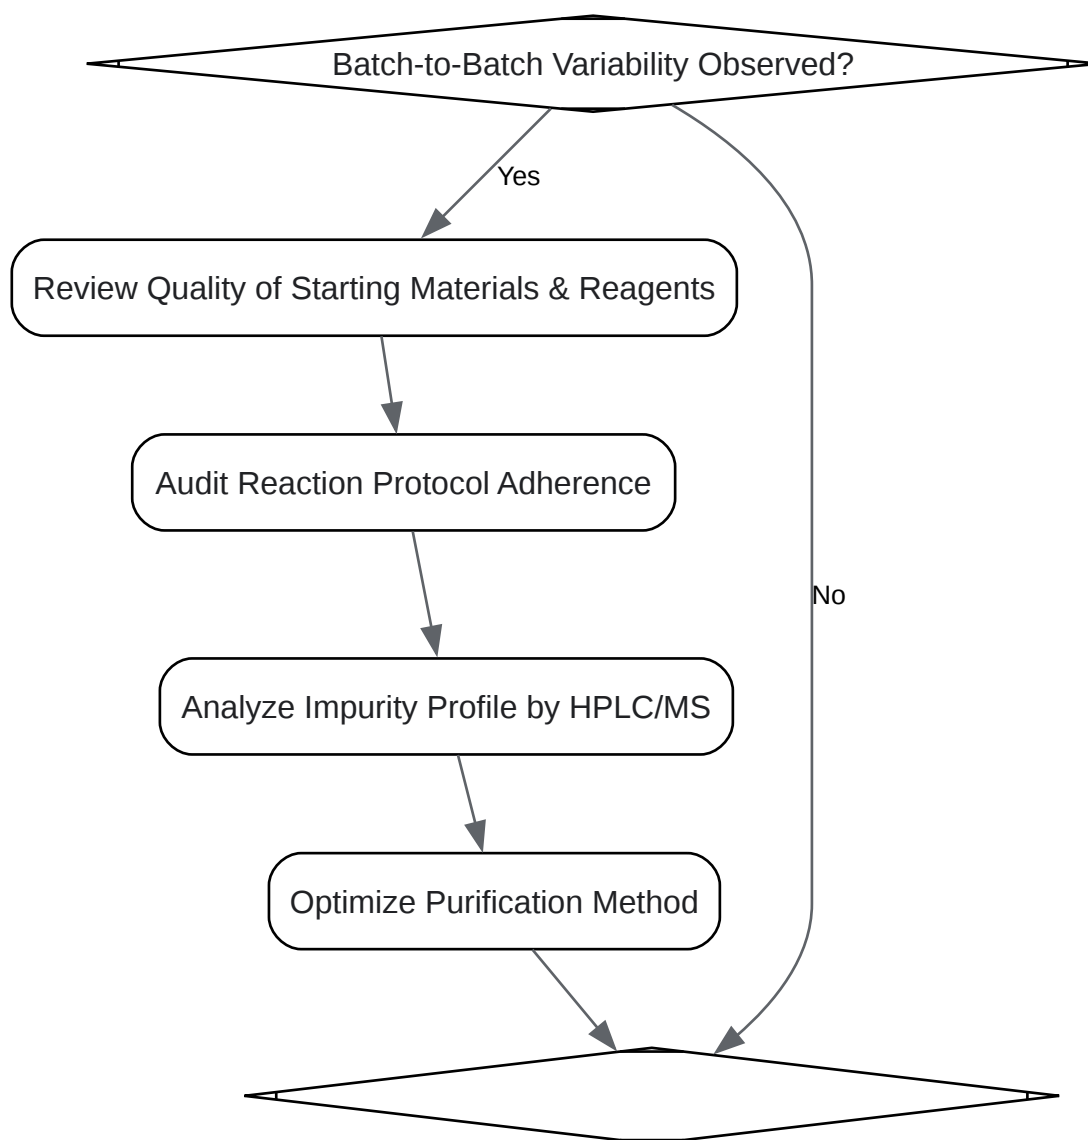 Batch-to-Batch Variability Observed?
Yes
Review Quality of Starting Materials & Reagents
Audit Reaction Protocol Adherence
No
Analyze Impurity Profile by HPLC/MS
Optimize Purification Method